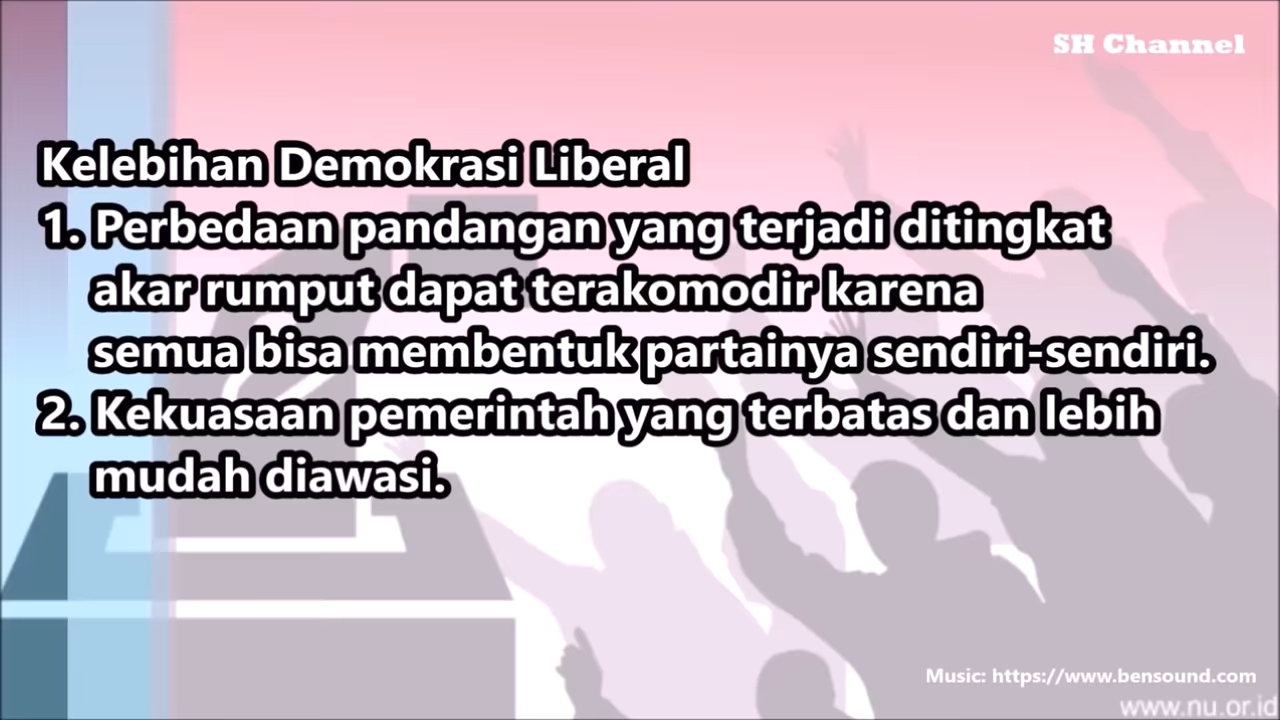 SH Channel
Kelebihan Demokrasi Liberal
1. Perbedaan pandangan yang terjadi ditingkat
akar rumput dapat terakomodir karena
semua bisa membentuk partainya sendiri-sendiri.
2. Kekuasaan pemerintah yang terbatas dan lebih
mudah diawasi.
Music: https://www.bensound.com
www.nu.or.id